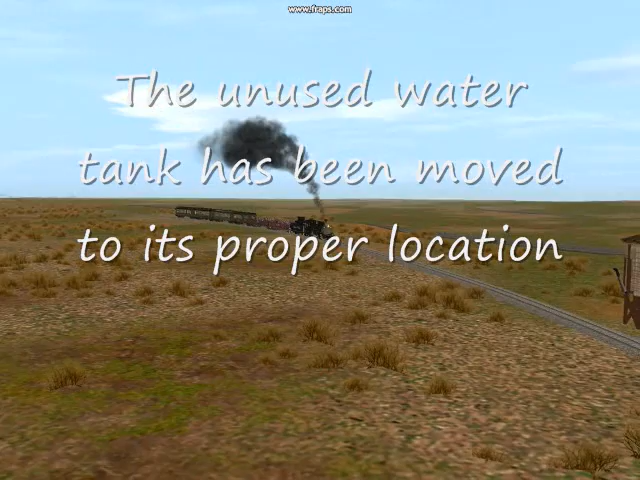 www.fraps.com
The unused water
tank has been moved
to its proper location